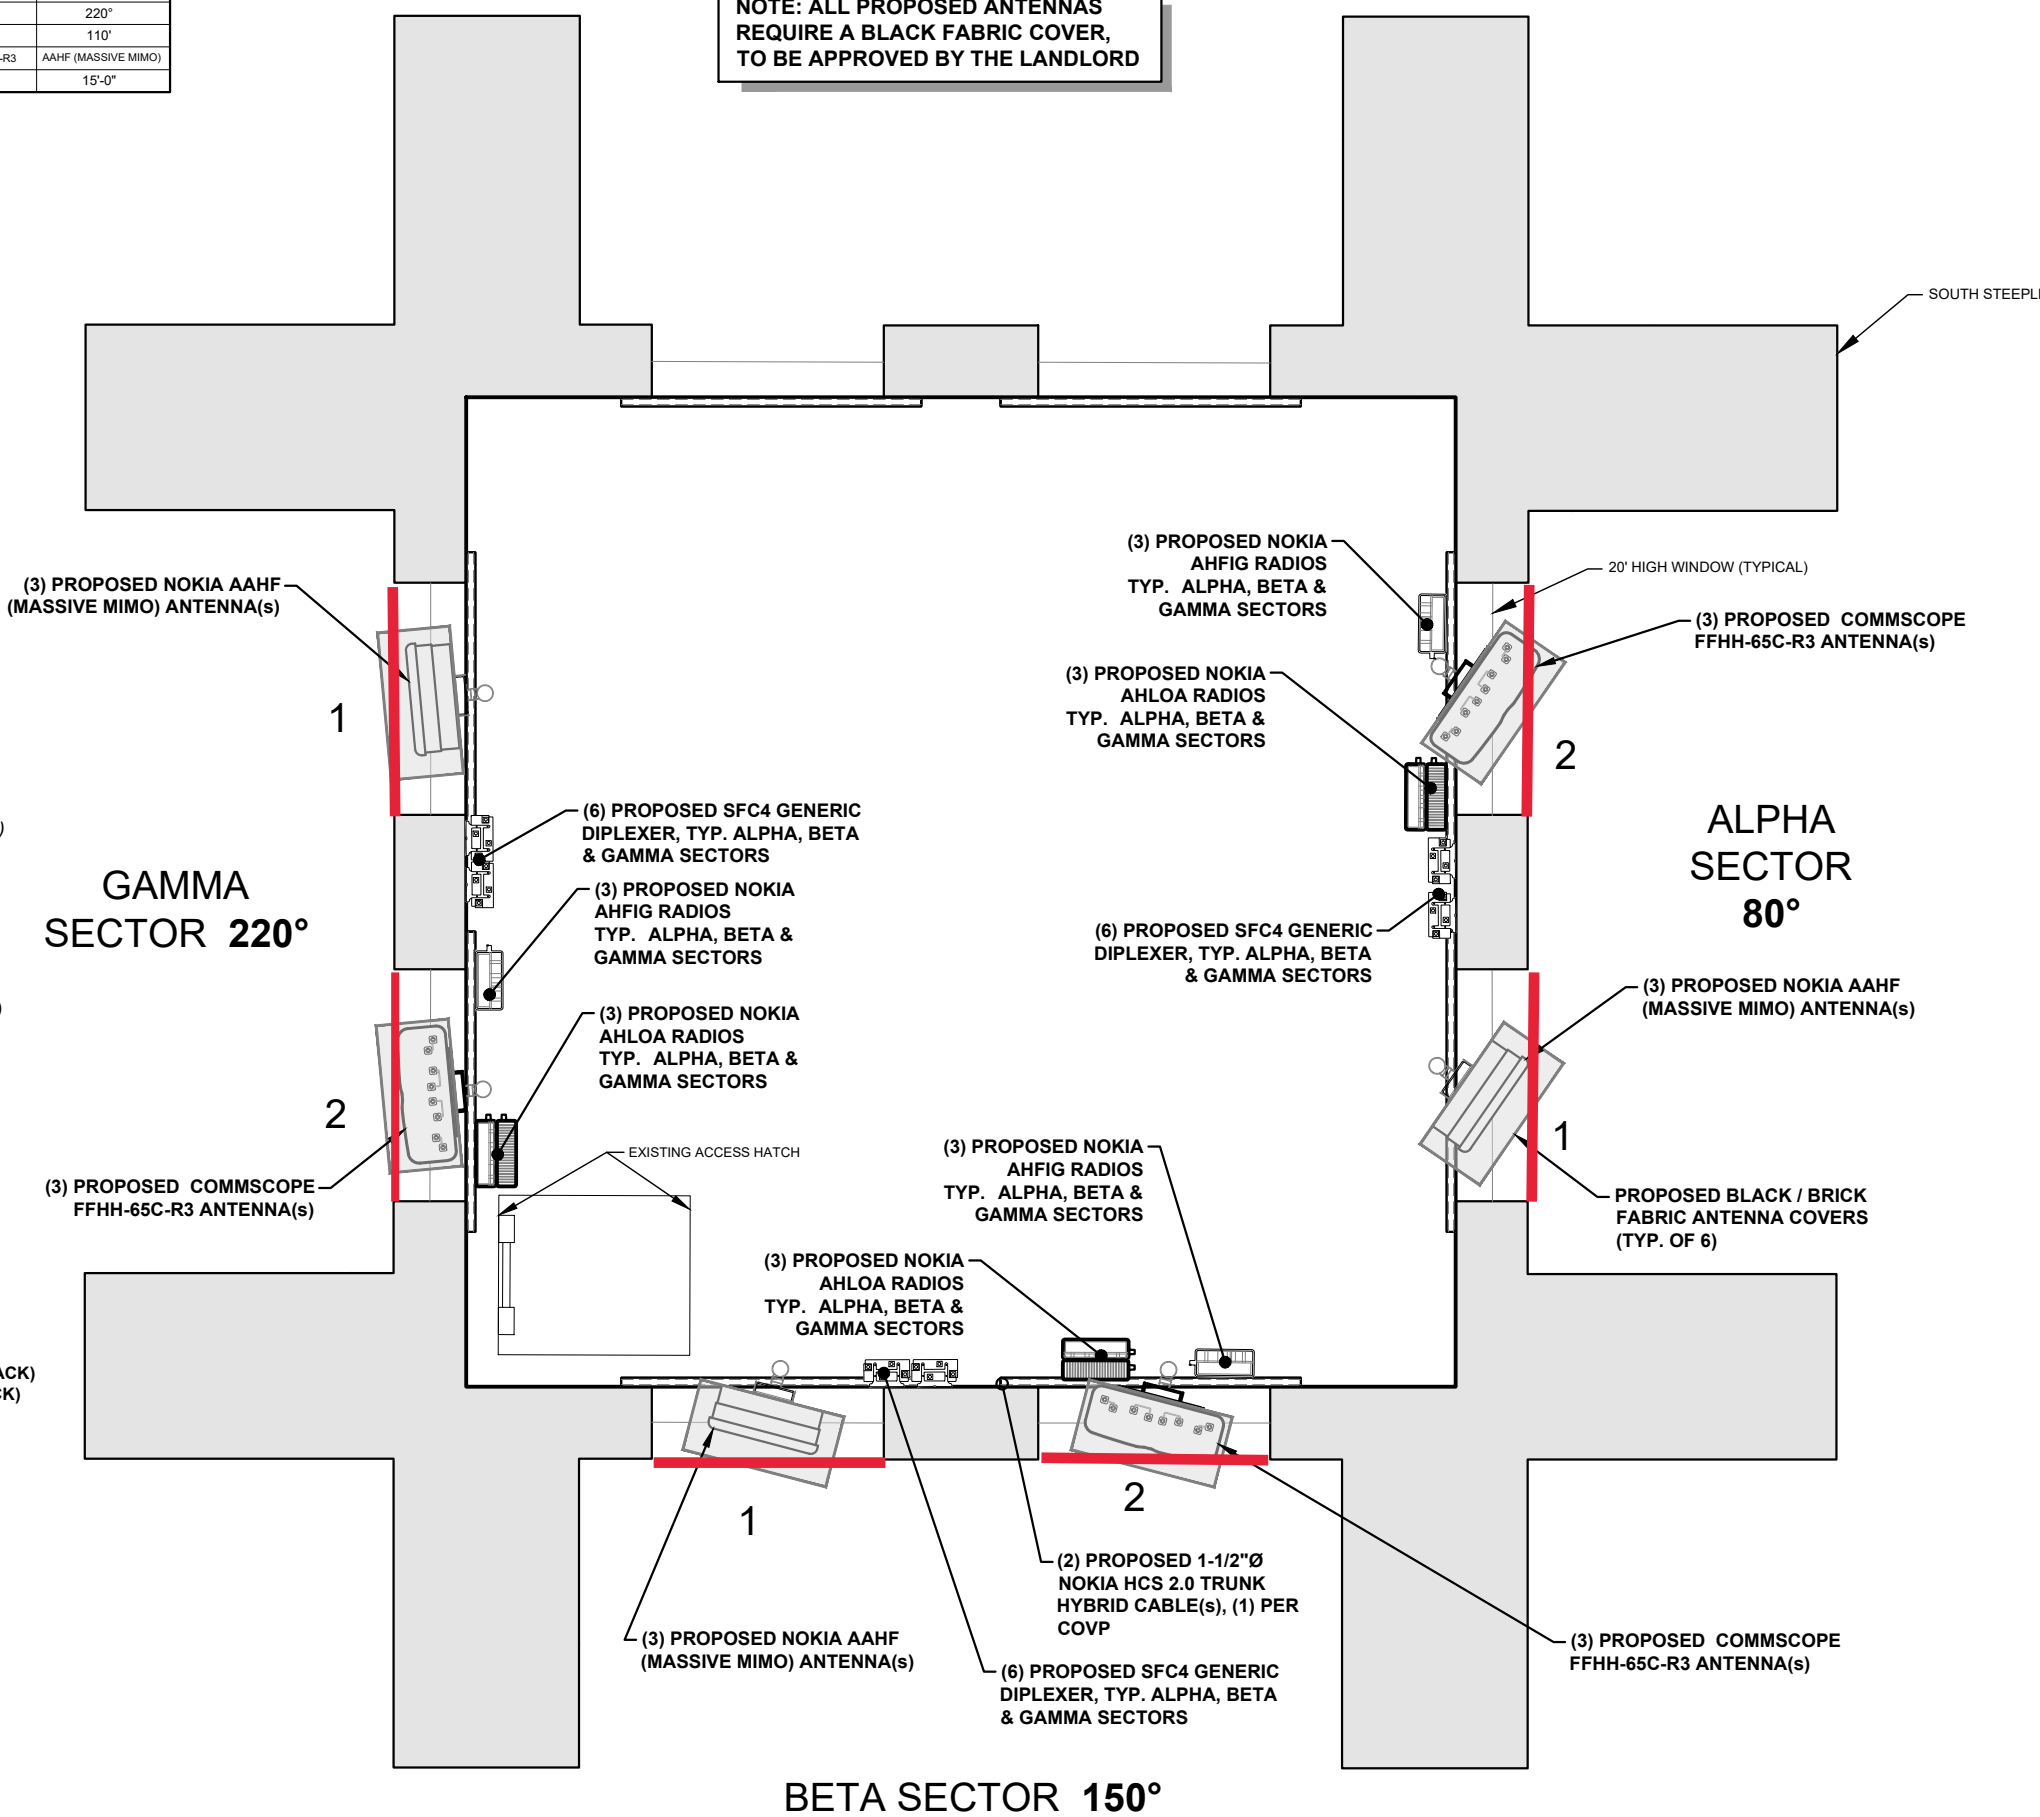 220°
110'
-R3 AAHF (MASSIVE MIMO)
15'-0"
NOTE: ALL PROPOSED ANTENNAS
REQUIRE A BLACK FABRIC COVER,
TO BE APPROVED BY THE LANDLORD
SOUTH STEEPL
(3) PROPOSED NOKIA
AHFIG RADIOS
TYP. ALPHA, BETA &
GAMMA SECTORS
20' HIGH WINDOW (TYPICAL)
(3) PROPOSED NOKIA AAHF
(MASSIVE MIMO) ANTENNA(s)
(3) PROPOSED COMMSCOPE
FFHH-65C-R3 ANTENNA(s)
(3) PROPOSED NOKIA
AHLOA RADIOS
TYP. ALPHA, BETA &
GAMMA SECTORS
1
2
(6) PROPOSED SFC4 GENERIC
DIPLEXER, TYP. ALPHA, BETA
& GAMMA SECTORS
ALPHA
SECTOR
80°
)
GAMMA
SECTOR 220°
(3) PROPOSED NOKIA
AHFIG RADIOS
TYP. ALPHA, BETA &
GAMMA SECTORS
(6) PROPOSED SFC4 GENERIC
DIPLEXER, TYP. ALPHA, BETA
& GAMMA SECTORS
(3) PROPOSED NOKIA AAHF
(MASSIVE MIMO) ANTENNA(s)
)
(3) PROPOSED NOKIA
AHLOA RADIOS
TYP. ALPHA, BETA &
GAMMA SECTORS
2
1
EXISTING ACCESS HATCH
(3) PROPOSED NOKIA
AHFIG RADIOS
TYP. ALPHA, BETA &
GAMMA SECTORS
(3) PROPOSED COMMSCOPE
FFHH-65C-R3 ANTENNA(s)
PROPOSED BLACK / BRICK
FABRIC ANTENNA COVERS
(TYP. OF 6)
(3) PROPOSED NOKIA
AHLOA RADIOS
TYP. ALPHA, BETA &
GAMMA SECTORS
ACK)
CK)
1
2
(2) PROPOSED 1-1/2"Ø
NOKIA HCS 2.0 TRUNK
HYBRID CABLE(s), (1) PER
COVP
(3) PROPOSED NOKIA AAHF
(MASSIVE MIMO) ANTENNA(s)
(6) PROPOSED SFC4 GENERIC
DIPLEXER, TYP. ALPHA, BETA
& GAMMA SECTORS
(3) PROPOSED COMMSCOPE
FFHH-65C-R3 ANTENNA(s)
BETA SECTOR 150°